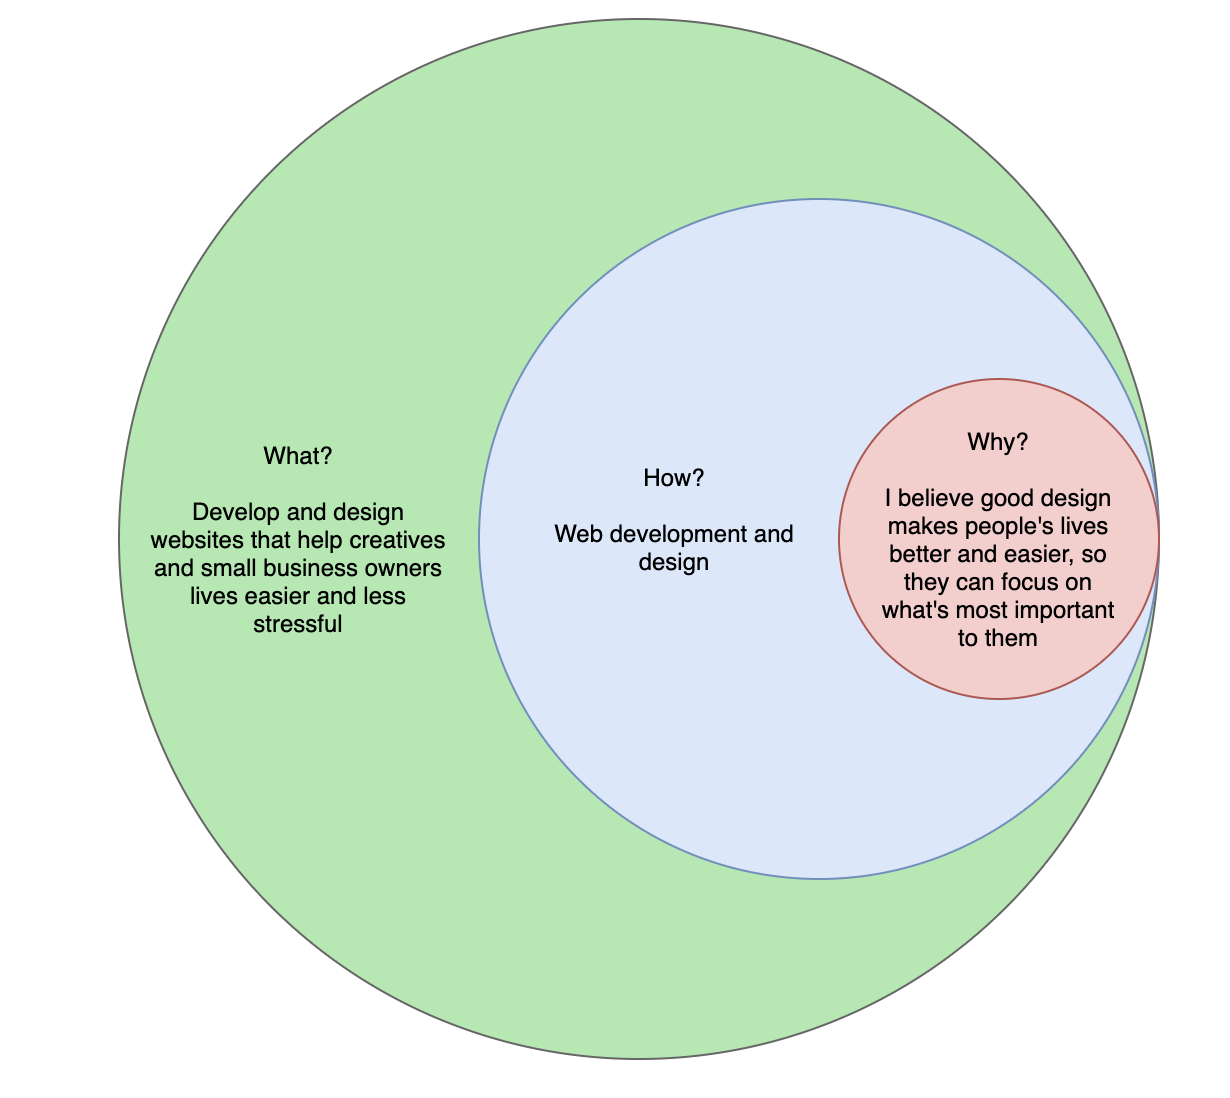 What?
Develop and design
websites that help creatives
and small business owners
lives easier and less
stressful
How?
Web development and
design
Why?
I believe good design
makes people's lives
better and easier, so
they can focus on
what's most important
to them